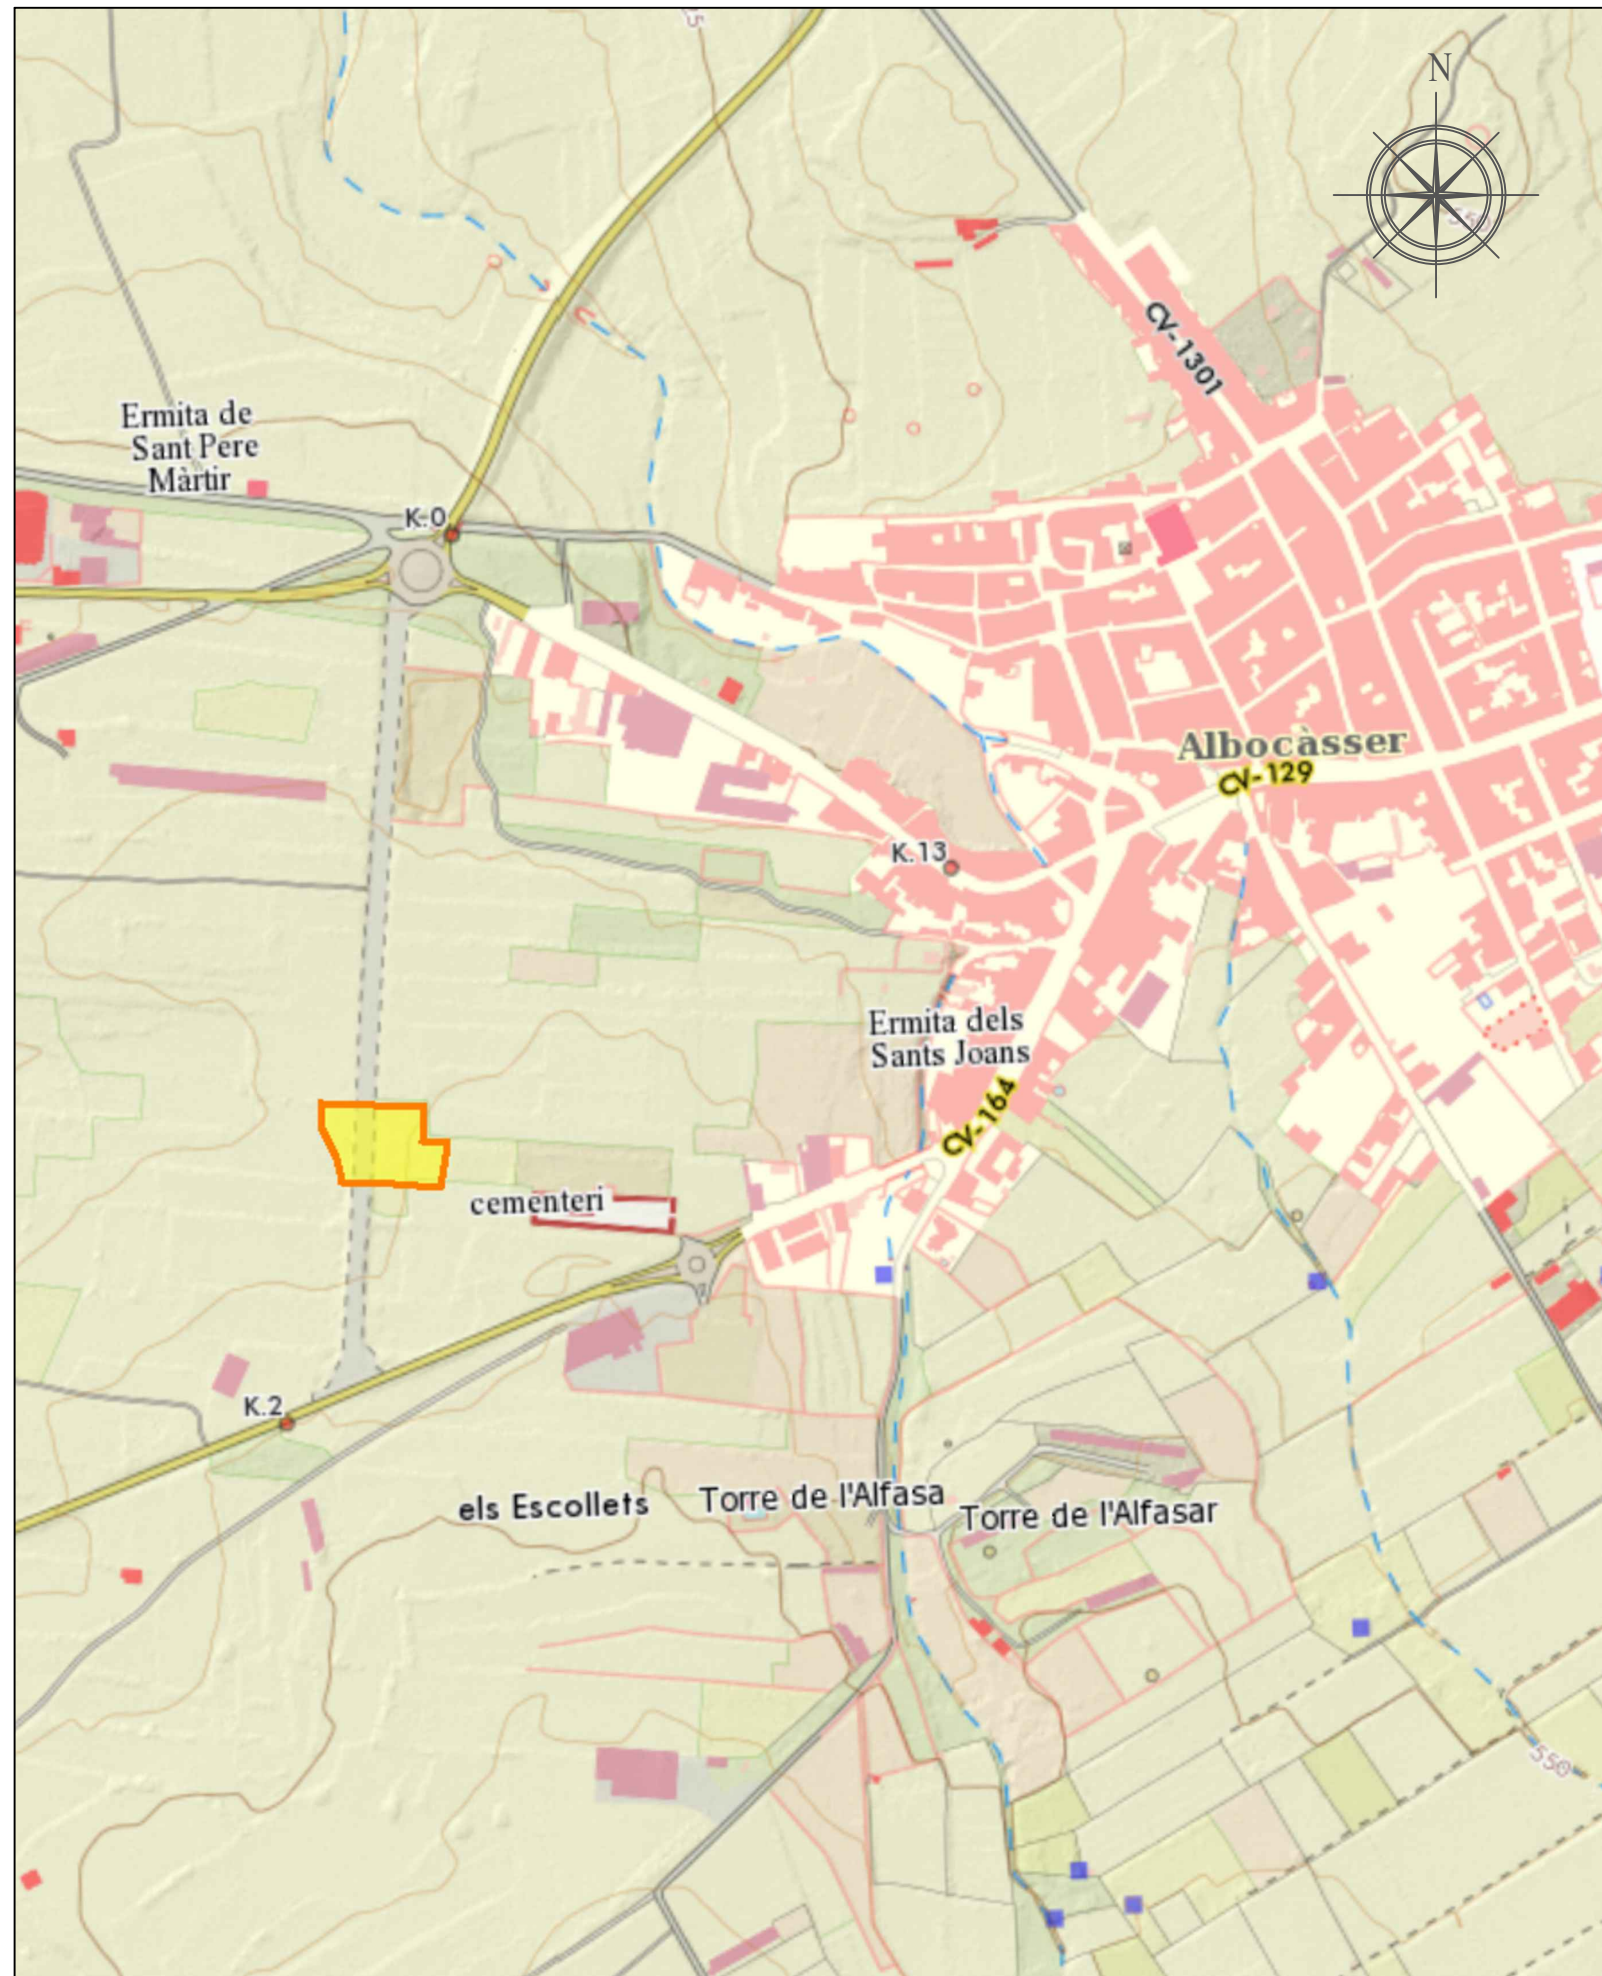 N
550
CV-1301
Ermita de
Sant Pere
Màrtir
K.0
Albocàsser
CV-129
K.13
Ermita dels
Sants Joans
CV-164
cementeri
K.2
els Escollets
Torre de l'Alfasa
Torre de l'Alfasar
550